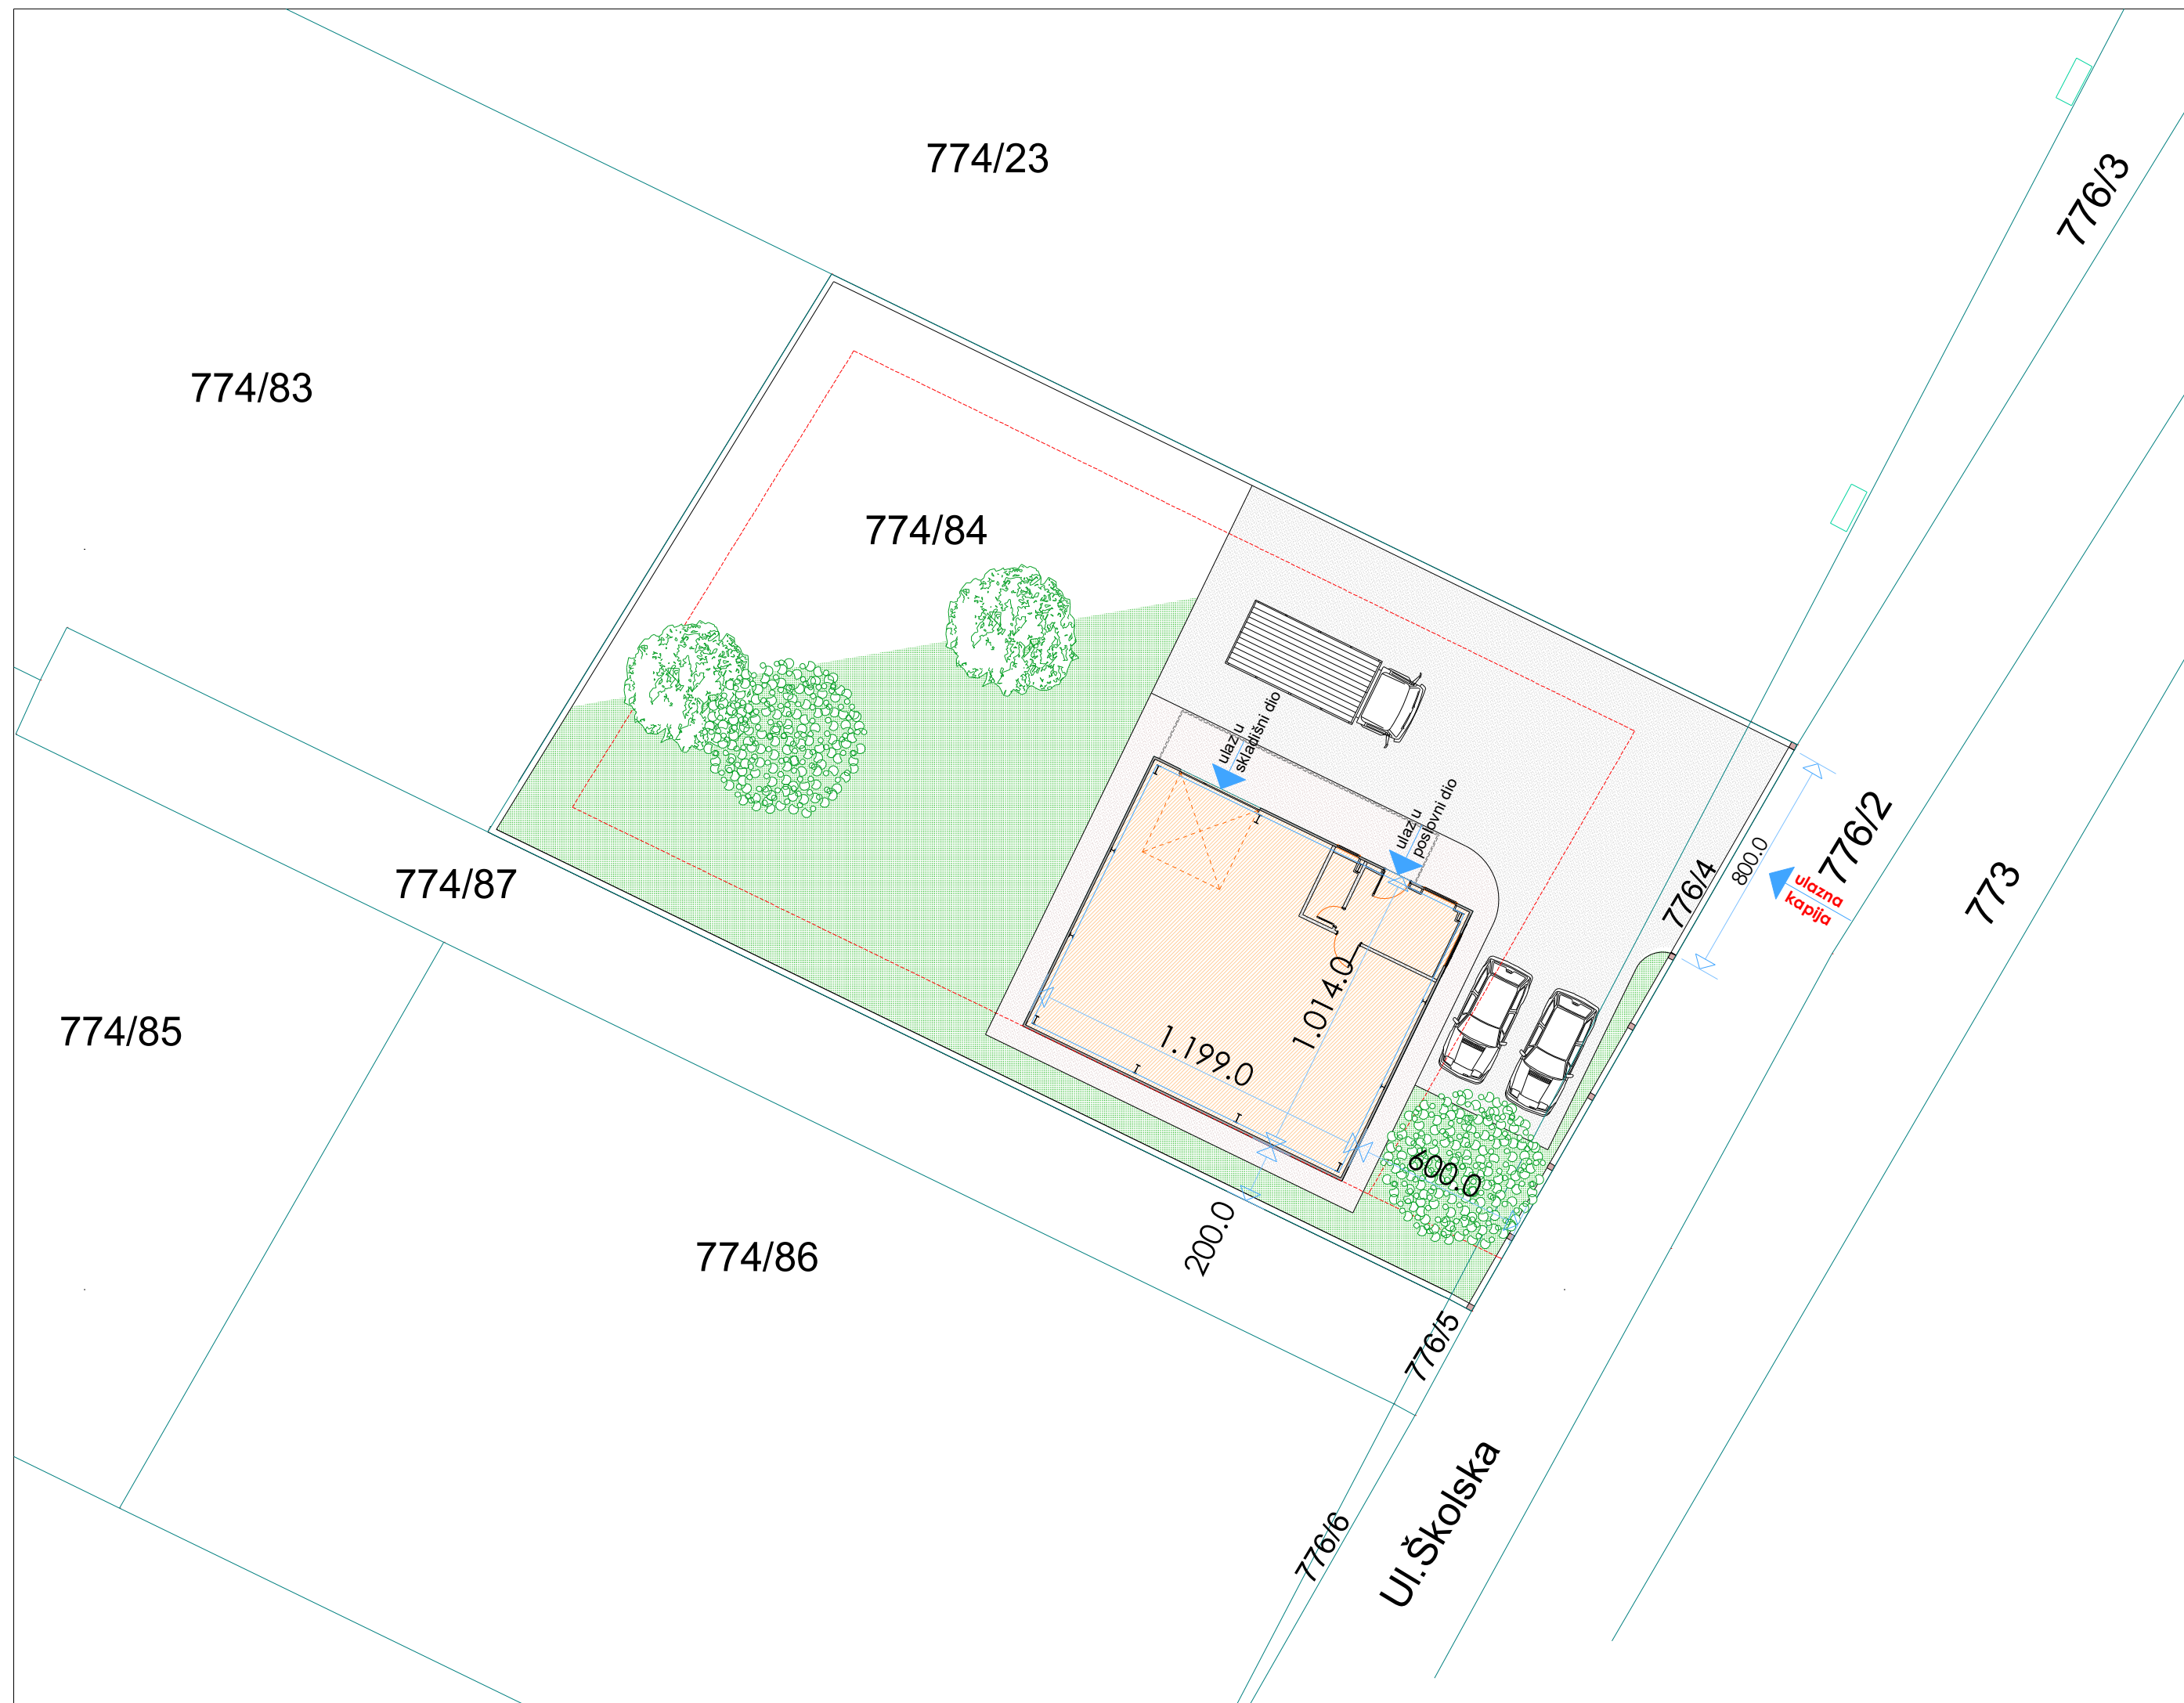 774/23
776/3
774/83
774/84
ulaz u
skladišni dio
ulaz u
poslovni dio
800.0
776/2
776/4
ulazna
kapija
773
774/87
1.014.0
1.199.0
774/85
600.0
200.0
774/86
776/5
Ul.Školska
776/6